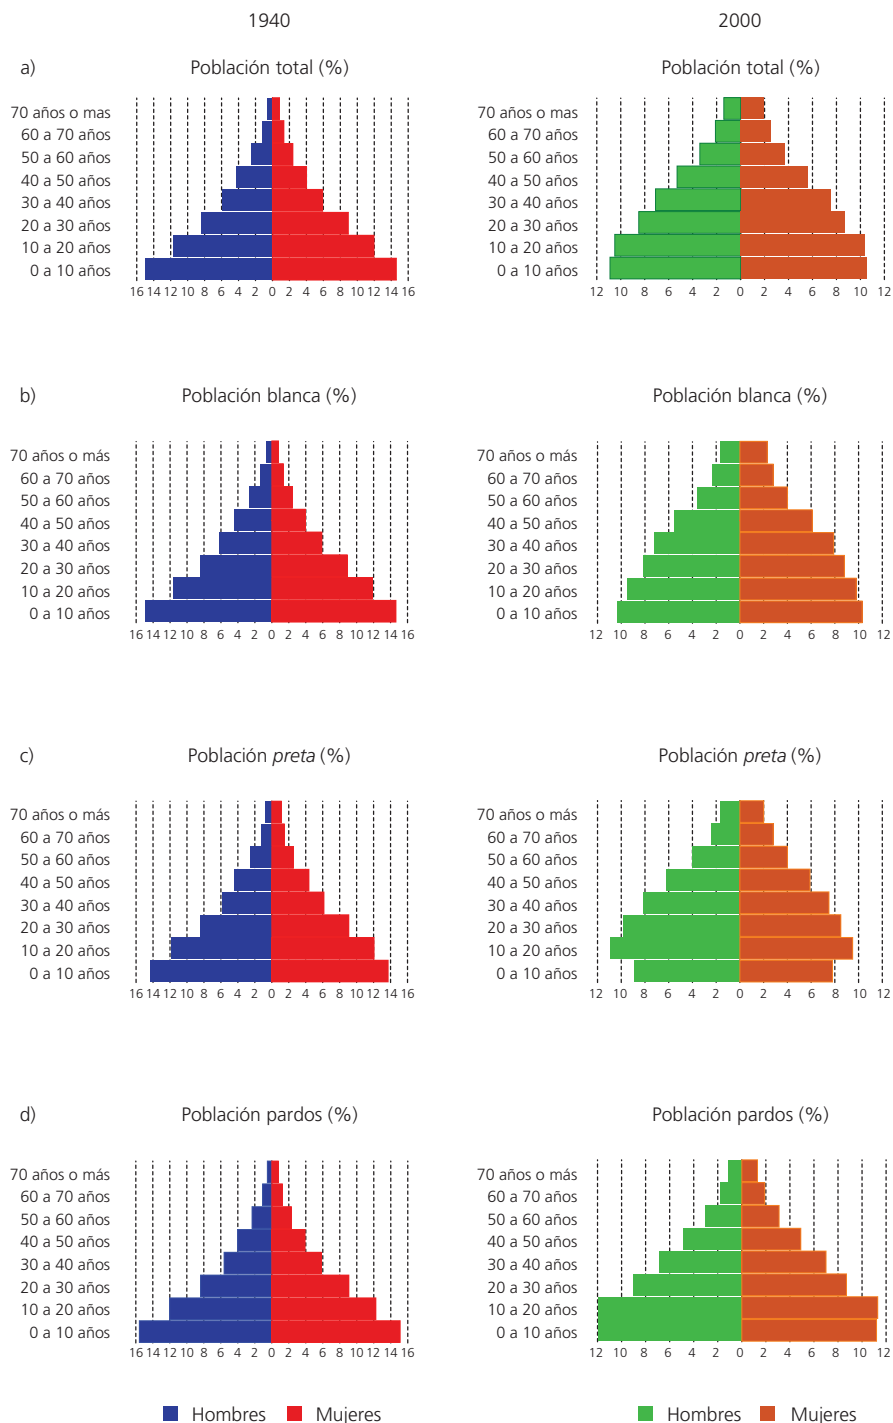 1940
2000
a)
Población total (%)
Población total (%)
70 años o mas
60 a 70 años
50 a 60 años
40 a 50 años
30 a 40 años
20 a 30 años
10 a 20 años
0 a 10 años
16 14 12 10 8 6 4 2 0 2 4 6 8 10 12 14 16
70 años o mas
60 a 70 años
50 a 60 años
40 a 50 años
30 a 40 años
20 a 30 años
10 a 20 años
0 a 10 años
12 10 8 6 4 2 0 2 4 6 8 10 12
b)
Población blanca (%)
Población blanca (%)
70 años o más
60 a 70 años
50 a 60 años
40 a 50 años
30 a 40 años
20 a 30 años
10 a 20 años
0 a 10 años
16 14 12 10 8 6 4 2 0 2 4 6 8 10 12 14 16
70 años o más
60 a 70 años
50 a 60 años
40 a 50 años
30 a 40 años
20 a 30 años
10 a 20 años
0 a 10 años
12 10 8 6 4 2 0 2 4 6 8 10 12
c)
Población preta (%)
Población preta (%)
70 años o más
60 a 70 años
50 a 60 años
40 a 50 años
30 a 40 años
20 a 30 años
10 a 20 años
0 a 10 años
16 14 12 10 8 6 4 2 0 2 4 6 8 10 12 14 16
70 años o más
60 a 70 años
50 a 60 años
40 a 50 años
30 a 40 años
20 a 30 años
10 a 20 años
0 a 10 años
12 10 8 6 4 2 0 2 4 6 8 10 12
d)
Población pardos (%)
Población pardos (%)
70 años o más
60 a 70 años
50 a 60 años
40 a 50 años
30 a 40 años
20 a 30 años
10 a 20 años
0 a 10 años
16 14 12 10 8 6 4 2 0 2 4 6 8 10 12 14 16
70 años o más
60 a 70 años
50 a 60 años
40 a 50 años
30 a 40 años
20 a 30 años
10 a 20 años
0 a 10 años
12 10 8 6 4 2 0 2 4 6 8 10 12
Hombres Mujeres
Hombres Mujeres